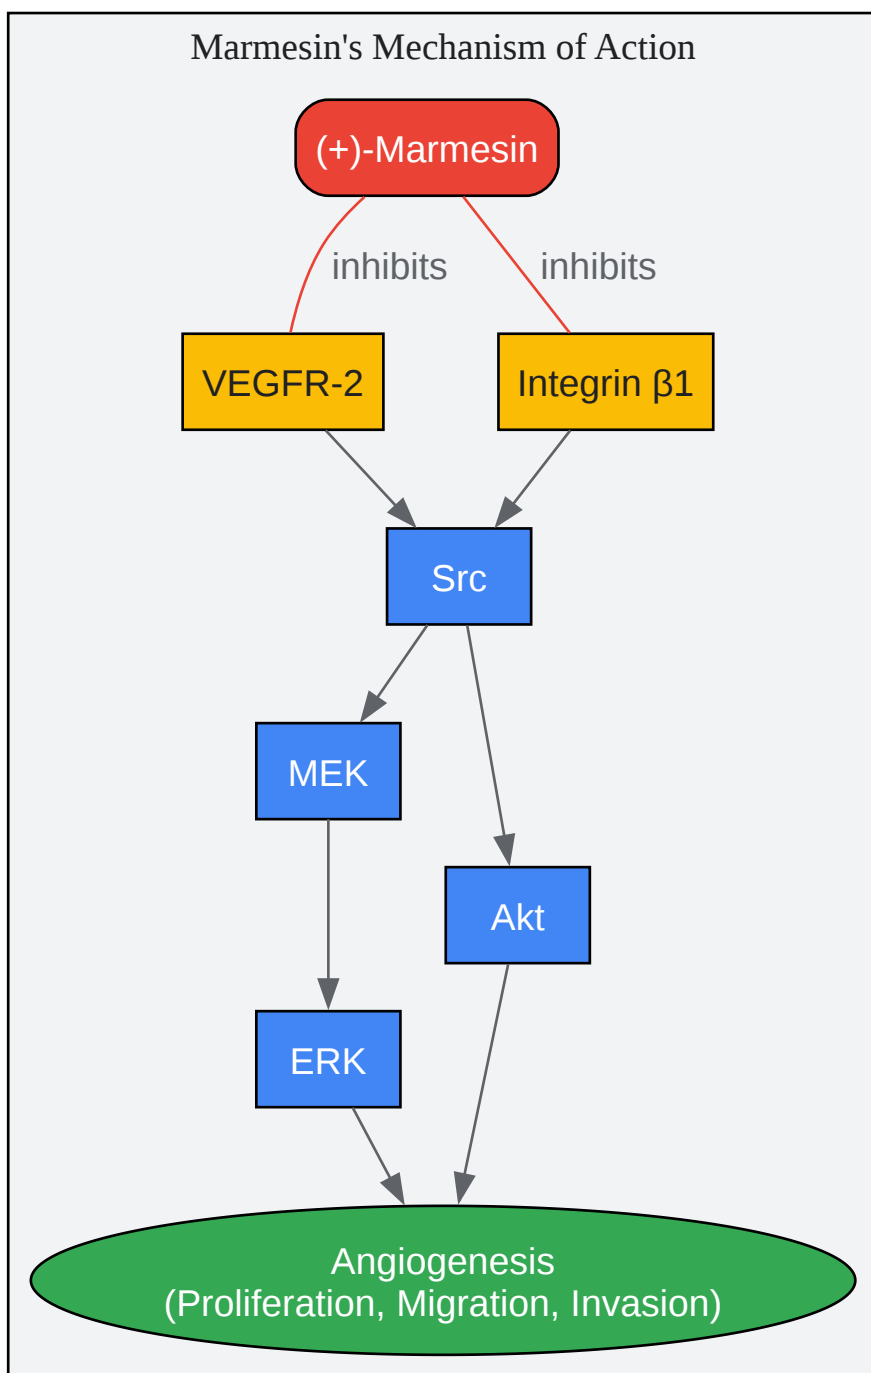 Marmesin's Mechanism of Action
(+)-Marmesin
inhibits
inhibits
VEGFR-2
Integrin β1
Src
MEK
Akt
ERK
Angiogenesis
(Proliferation, Migration, Invasion)